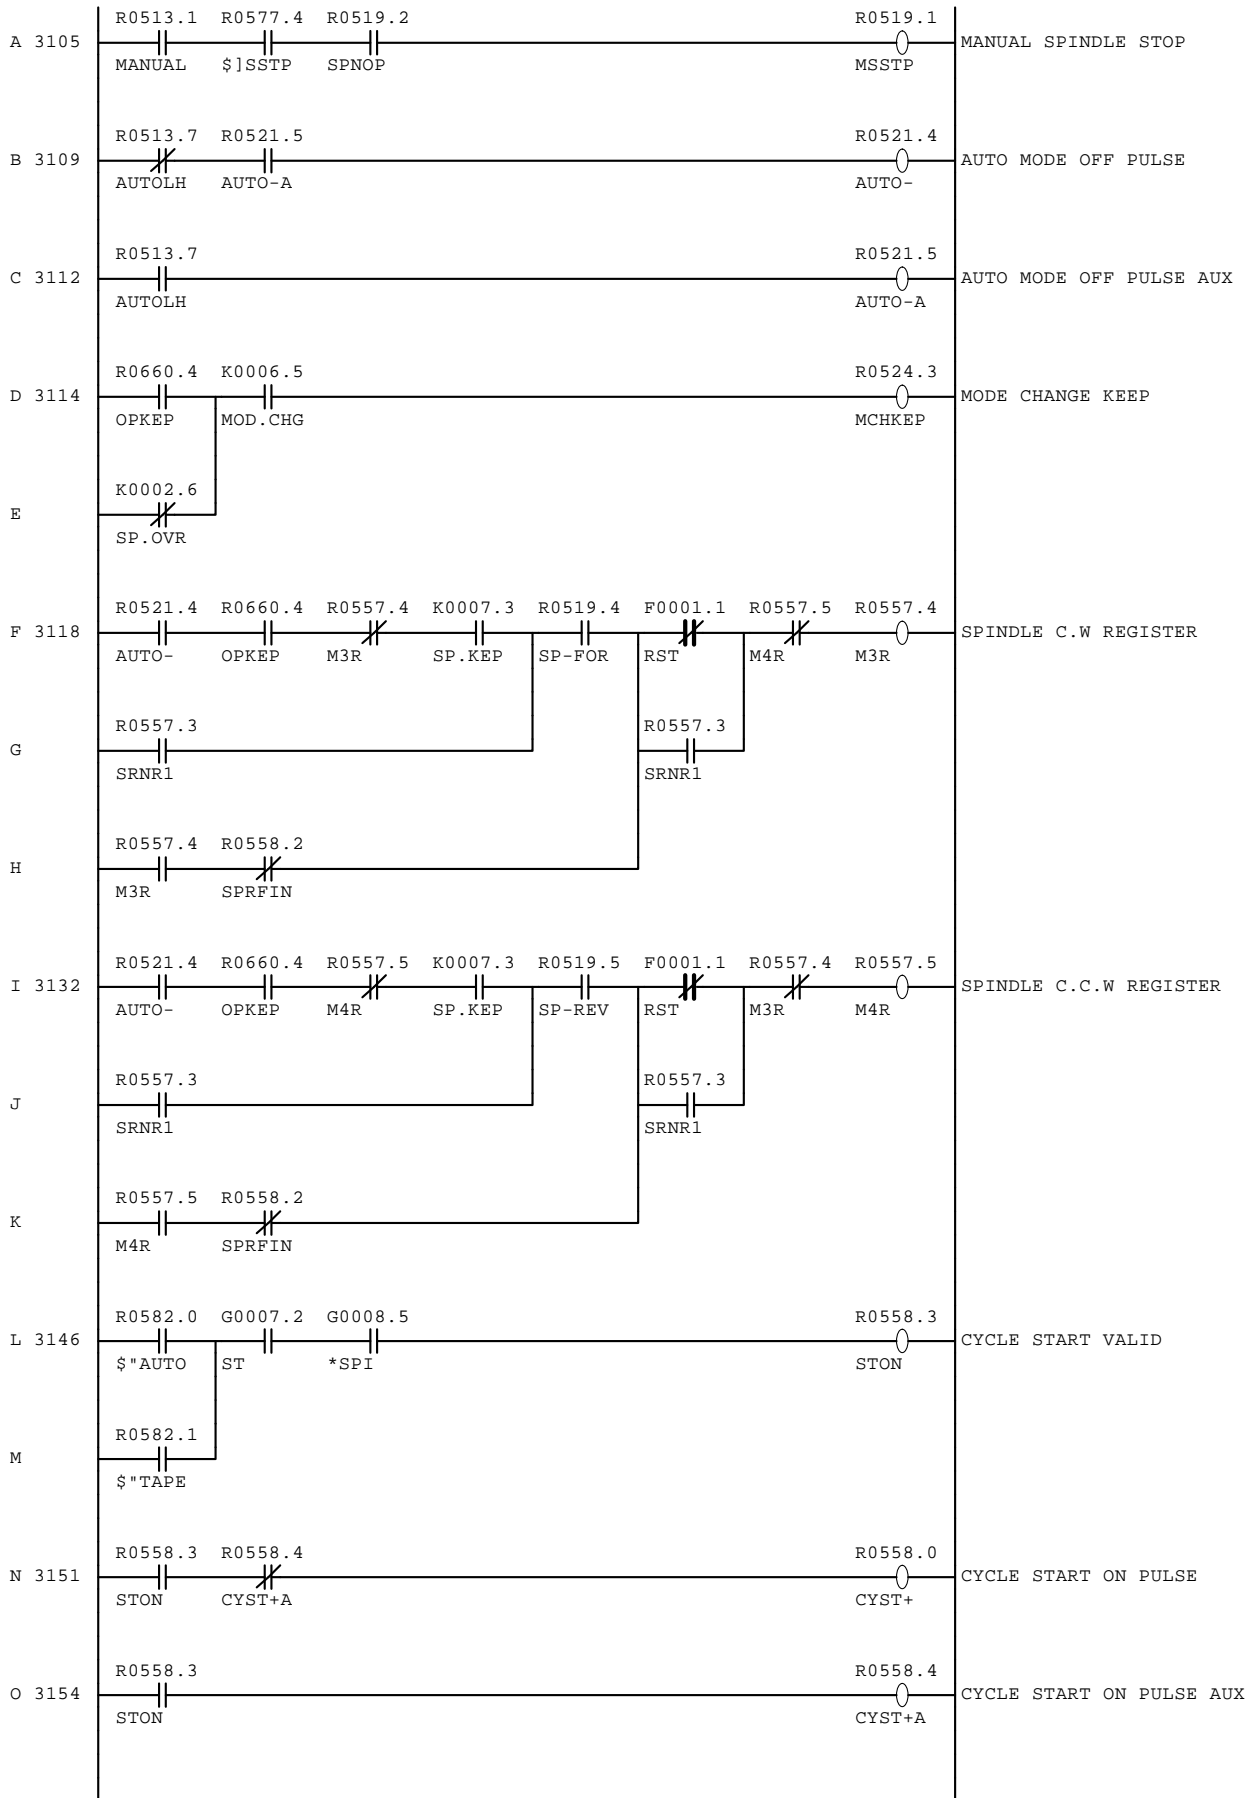 R0513.1 R0577.4 R0519.2 R0519.1
A 3105 MANUAL SPINDLE STOP
MANUAL $]SSTP SPNOP MSSTP
R0513.7 R0521.5 R0521.4
B 3109 AUTO MODE OFF PULSE
AUTOLH AUTO-A AUTO-
R0513.7 R0521.5
C 3112 AUTO MODE OFF PULSE AUX
AUTOLH AUTO-A
R0660.4 K0006.5 R0524.3
D 3114 MODE CHANGE KEEP
OPKEP MOD.CHG MCHKEP
K0002.6
E
SP.OVR
R0521.4 R0660.4 R0557.4 K0007.3 R0519.4 F0001.1 R0557.5 R0557.4
F 3118 SPINDLE C.W REGISTER
AUTO- OPKEP M3R SP.KEP SP-FOR RST M4R M3R
R0557.3 R0557.3
G
SRNR1 SRNR1
R0557.4 R0558.2
H
M3R SPRFIN
R0521.4 R0660.4 R0557.5 K0007.3 R0519.5 F0001.1 R0557.4 R0557.5
I 3132 SPINDLE C.C.W REGISTER
AUTO- OPKEP M4R SP.KEP SP-REV RST M3R M4R
R0557.3 R0557.3
J
SRNR1 SRNR1
R0557.5 R0558.2
K
M4R SPRFIN
R0582.0 G0007.2 G0008.5 R0558.3
L 3146 CYCLE START VALID
$"AUTO ST *SPI STON
R0582.1
M
$"TAPE
R0558.3 R0558.4 R0558.0
N 3151 CYCLE START ON PULSE
STON CYST+A CYST+
R0558.3 R0558.4
O 3154 CYCLE START ON PULSE AUX
STON CYST+A